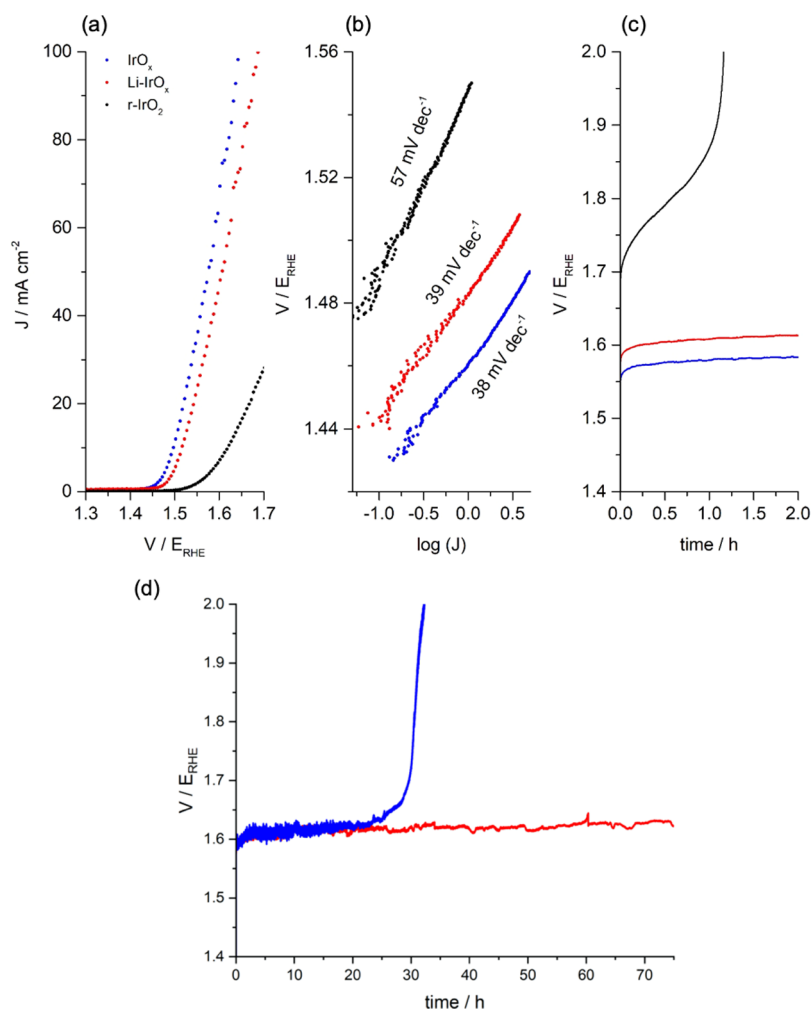 (a)
100
80
60
40
20
0
J / mA cm⁻²
IrOₓ
Li-IrOₓ
r-IrO₂
1.3 1.4 1.5 1.6 1.7
V / E_RHE
(b)
1.56
1.52
1.48
1.44
V / E_RHE
57 mV dec⁻¹
39 mV dec⁻¹
38 mV dec⁻¹
-1.0 -0.5 0.0 0.5
log (J)
(c)
2.0
1.9
1.8
1.7
1.6
1.5
1.4
V / E_RHE
0.0 0.5 1.0 1.5 2.0
time / h
(d)
2.0
1.9
1.8
1.7
1.6
1.5
1.4
V / E_RHE
0 10 20 30 40 50 60 70
time / h